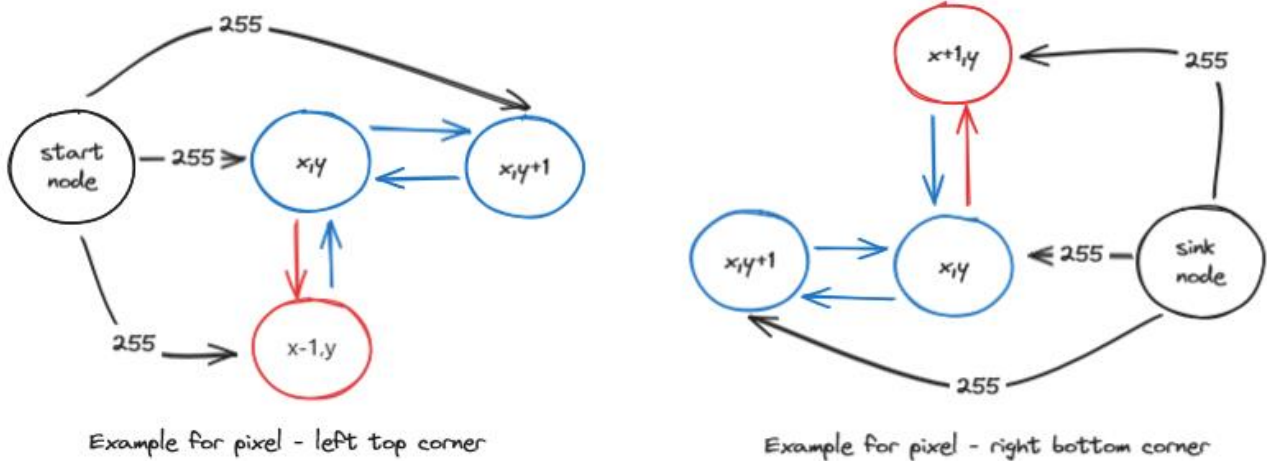 255
start
node
255
x,y
x,y+1
255
x-1,y
Example for pixel - left top corner
x+1,y
255
x,y+1
x,y
255
sink
node
255
Example for pixel - right bottom corner